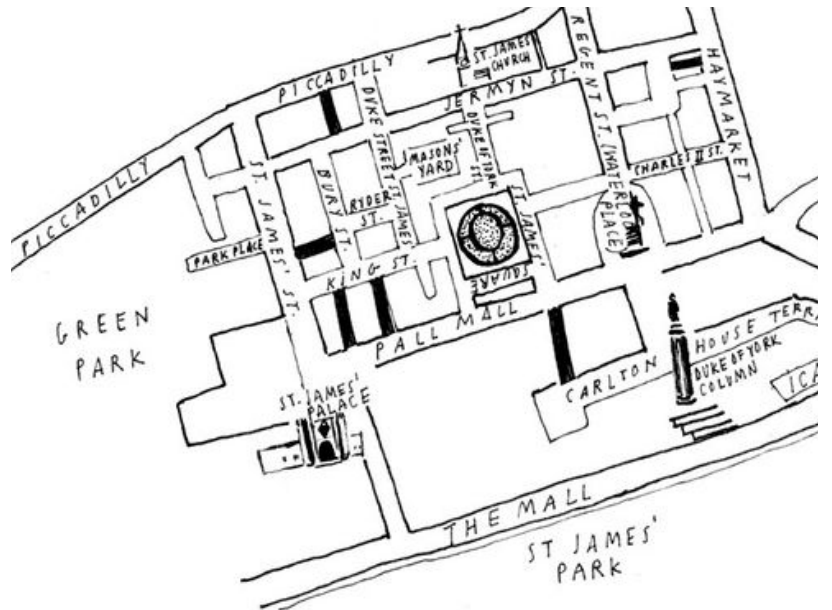 PICCADILLY
ST. JAMES'
CHURCH
JERMYN ST.
REGENT ST. (WATERLOO
PLACE)
HAYMARKET
DUKE STREET ST. JAMES'
MASONS'
YARD
DUKE OF YORK
ST.
CHARLES II ST.
PICCADILLY
ST. JAMES' ST.
BURY ST.
RYDER
ST.
PARK PLACE
KING ST.
ST. JAMES'
SQUARE
PALL MALL
GREEN
PARK
CARLTON
HOUSE TERRA
DUKE OF YORK
COLUMN
ICA
ST. JAMES'
PALACE
THE MALL
ST JAMES'
PARK